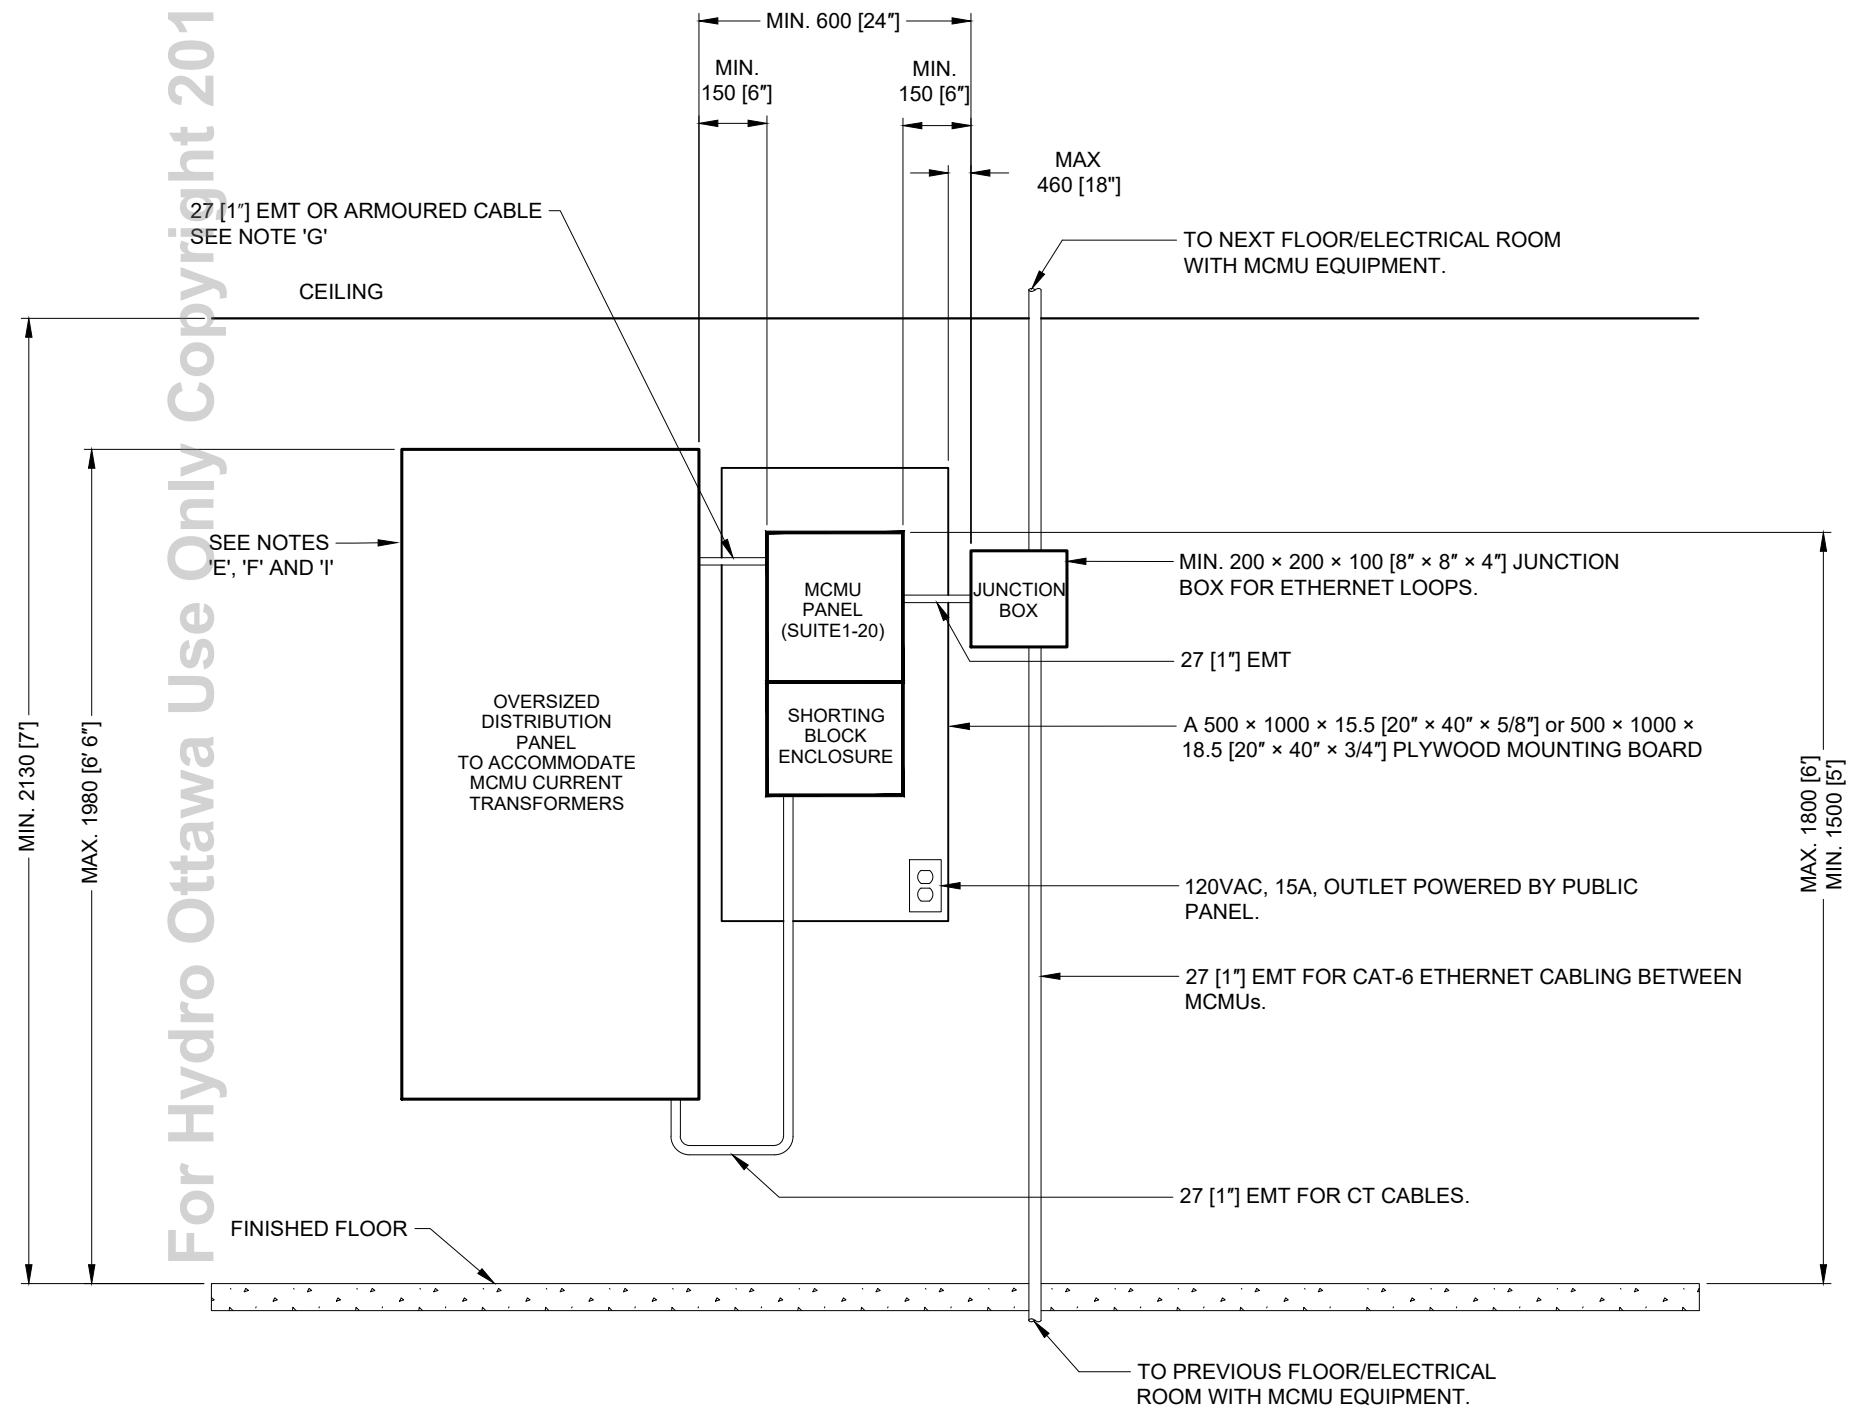 MIN. 600 [24″]
MIN.
150 [6″]
MIN.
150 [6″]
MAX
460 [18"]
27 [1″] EMT OR ARMOURED CABLE
SEE NOTE 'G'
TO NEXT FLOOR/ELECTRICAL ROOM
WITH MCMU EQUIPMENT.
CEILING
SEE NOTES
'E', 'F' AND 'I'
MCMU
PANEL
(SUITE1-20)
JUNCTION
BOX
MIN. 200 × 200 × 100 [8″ × 8″ × 4″] JUNCTION
BOX FOR ETHERNET LOOPS.
27 [1″] EMT
OVERSIZED
DISTRIBUTION
PANEL
TO ACCOMMODATE
MCMU CURRENT
TRANSFORMERS
SHORTING
BLOCK
ENCLOSURE
A 500 × 1000 × 15.5 [20″ × 40″ × 5/8″] or 500 × 1000 ×
18.5 [20″ × 40″ × 3/4″] PLYWOOD MOUNTING BOARD
MIN. 2130 [7']
MAX. 1980 [6' 6″]
MAX. 1800 [6']
MIN. 1500 [5']
120VAC, 15A, OUTLET POWERED BY PUBLIC
PANEL.
27 [1″] EMT FOR CAT-6 ETHERNET CABLING BETWEEN
MCMUs.
27 [1″] EMT FOR CT CABLES.
FINISHED FLOOR
TO PREVIOUS FLOOR/ELECTRICAL
ROOM WITH MCMU EQUIPMENT.
For Hydro Ottawa Use Only Copyright 201